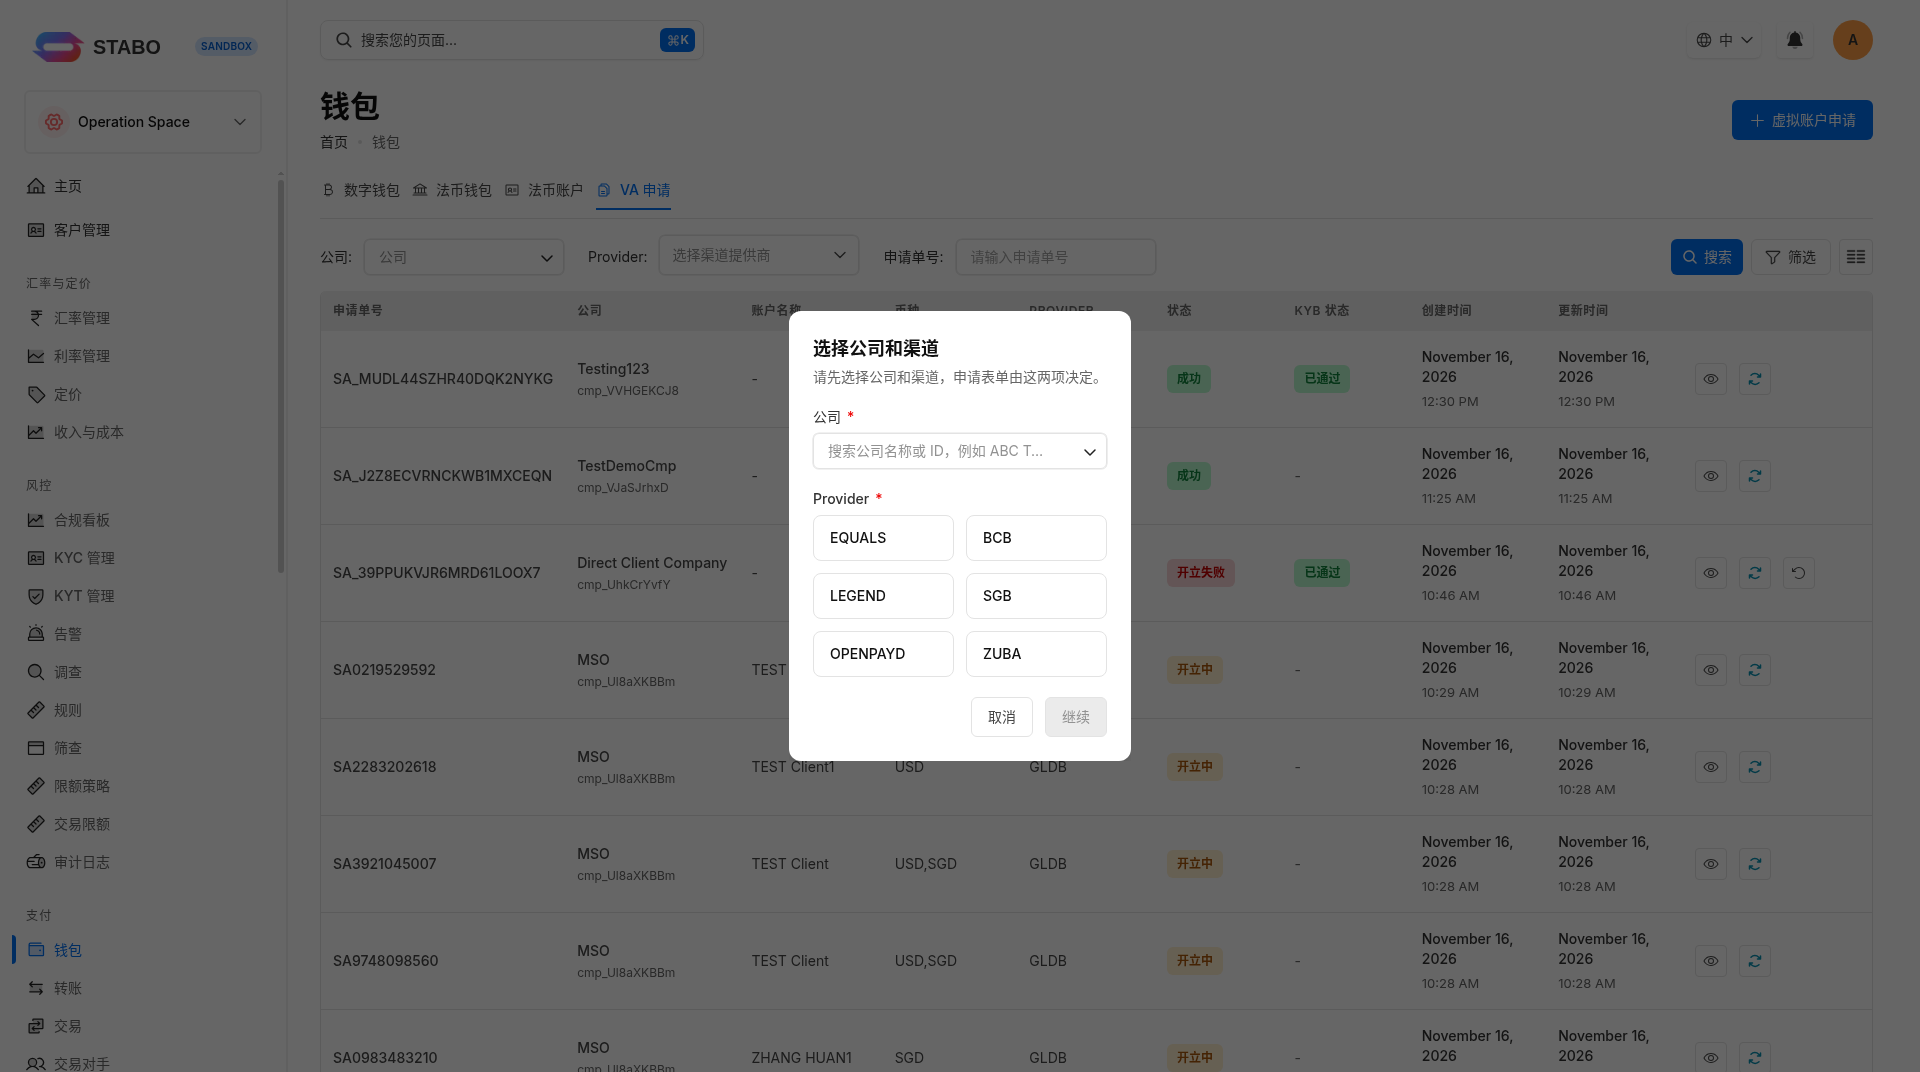 STABO
SANDBOX
搜索您的页面...
⌘K
中
A
Operation Space
主页
客户管理
汇率与定价
汇率管理
利率管理
定价
收入与成本
风控
合规看板
KYC 管理
KYT 管理
告警
调查
规则
筛查
限额策略
交易限额
审计日志
支付
钱包
转账
交易
交易对手
钱包
首页 • 钱包
虚拟账户申请
数字钱包 法币钱包 法币账户 VA 申请
公司: 公司 Provider: 选择渠道提供商 申请单号: 请输入申请单号 搜索 筛选
申请单号 公司 账户名称 币种 PROVIDER 状态 KYB 状态 创建时间 更新时间
SA_MUDL44SZHR40DQK2NYKG Testing123 cmp_VVHGEKCJ8 - 成功 已通过 November 16, 2026 12:30 PM November 16, 2026 12:30 PM
SA_J2Z8ECVRNCKWB1MXCEQN TestDemoCmp cmp_VJaSJrhxD - 成功 - November 16, 2026 11:25 AM November 16, 2026 11:25 AM
SA_39PPUKVJR6MRD61LOOX7 Direct Client Company cmp_UhkCrYvfY - 开立失败 已通过 November 16, 2026 10:46 AM November 16, 2026 10:46 AM
SA0219529592 MSO cmp_UI8aXKBBm TEST 开立中 - November 16, 2026 10:29 AM November 16, 2026 10:29 AM
SA2283202618 MSO cmp_UI8aXKBBm TEST Client1 USD GLDB 开立中 - November 16, 2026 10:28 AM November 16, 2026 10:28 AM
SA3921045007 MSO cmp_UI8aXKBBm TEST Client USD,SGD GLDB 开立中 - November 16, 2026 10:28 AM November 16, 2026 10:28 AM
SA9748098560 MSO cmp_UI8aXKBBm TEST Client USD,SGD GLDB 开立中 - November 16, 2026 10:28 AM November 16, 2026 10:28 AM
SA0983483210 MSO cmp_UI8aXKBBm ZHANG HUAN1 SGD GLDB 开立中 - November 16, 2026 November 16, 2026
选择公司和渠道
请先选择公司和渠道，申请表单由这两项决定。
公司 *
搜索公司名称或 ID，例如 ABC T...
Provider *
EQUALS BCB
LEGEND SGB
OPENPAYD ZUBA
取消 继续